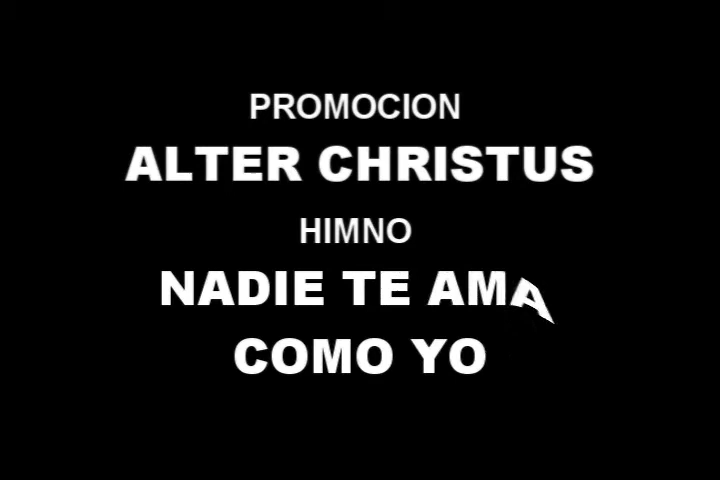 PROMOCION
ALTER CHRISTUS
HIMNO
NADIE TE AMA
COMO YO